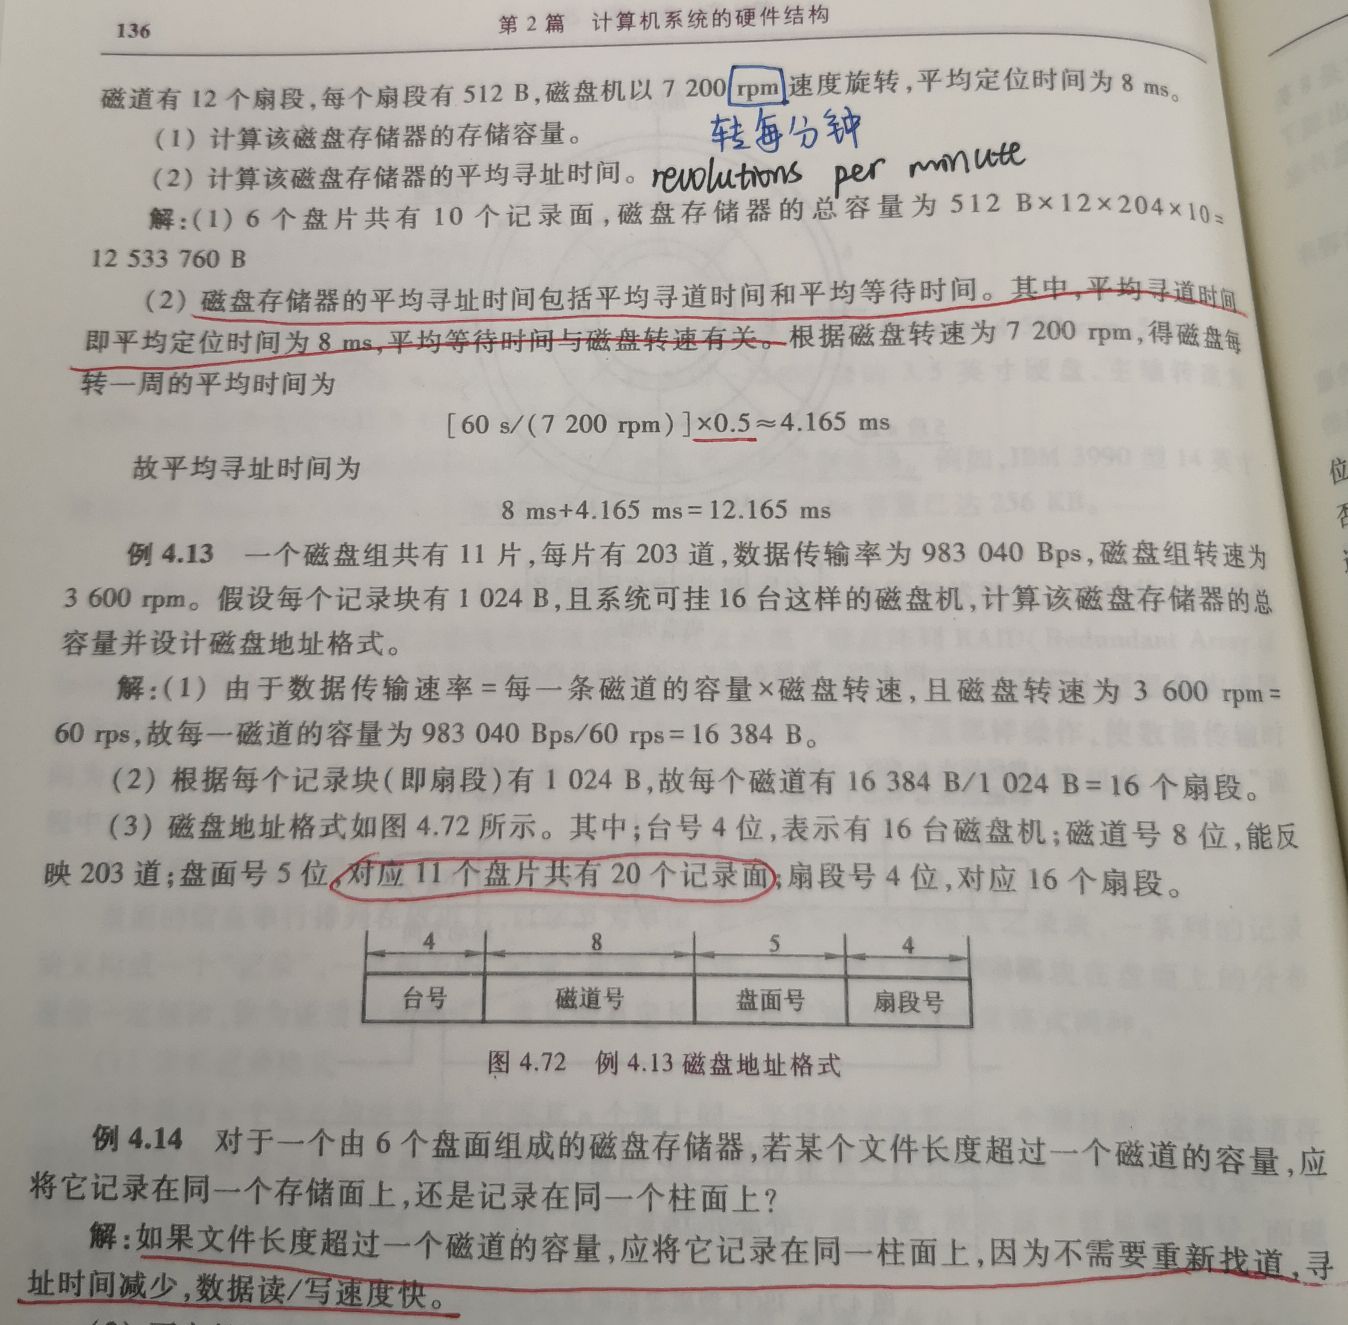 136
第 2 篇 计算机系统的硬件结构
磁道有 12 个扇段,每个扇段有 512 B,磁盘机以 7 200 rpm 速度旋转,平均定位时间为 8 ms。
转每分钟
(1) 计算该磁盘存储器的存储容量。
(2) 计算该磁盘存储器的平均寻址时间。
revolutions per minute
解:(1) 6 个盘片共有 10 个记录面,磁盘存储器的总容量为 512 B×12×204×10=
12 533 760 B
(2) 磁盘存储器的平均寻址时间包括平均寻道时间和平均等待时间。其中,平均寻道时间
即平均定位时间为 8 ms,平均等待时间与磁盘转速有关。根据磁盘转速为 7 200 rpm,得磁盘每
转一周的平均时间为
[60 s/(7 200 rpm)]×0.5≈4.165 ms
故平均寻址时间为
8 ms+4.165 ms=12.165 ms
例 4.13 一个磁盘组共有 11 片,每片有 203 道,数据传输率为 983 040 Bps,磁盘组转速为
3 600 rpm。假设每个记录块有 1 024 B,且系统可挂 16 台这样的磁盘机,计算该磁盘存储器的总
容量并设计磁盘地址格式。
解:(1) 由于数据传输速率=每一条磁道的容量×磁盘转速,且磁盘转速为 3 600 rpm=
60 rps,故每一磁道的容量为 983 040 Bps/60 rps=16 384 B。
(2) 根据每个记录块(即扇段)有 1 024 B,故每个磁道有 16 384 B/1 024 B=16 个扇段。
(3) 磁盘地址格式如图 4.72 所示。其中;台号 4 位,表示有 16 台磁盘机;磁道号 8 位,能反
映 203 道;盘面号 5 位,对应 11 个盘片共有 20 个记录面;扇段号 4 位,对应 16 个扇段。
4 8 5 4
台号 磁道号 盘面号 扇段号
图 4.72 例 4.13 磁盘地址格式
例 4.14 对于一个由 6 个盘面组成的磁盘存储器,若某个文件长度超过一个磁道的容量,应
将它记录在同一个存储面上,还是记录在同一个柱面上?
解:如果文件长度超过一个磁道的容量,应将它记录在同一柱面上,因为不需要重新找道,寻
址时间减少,数据读/写速度快。